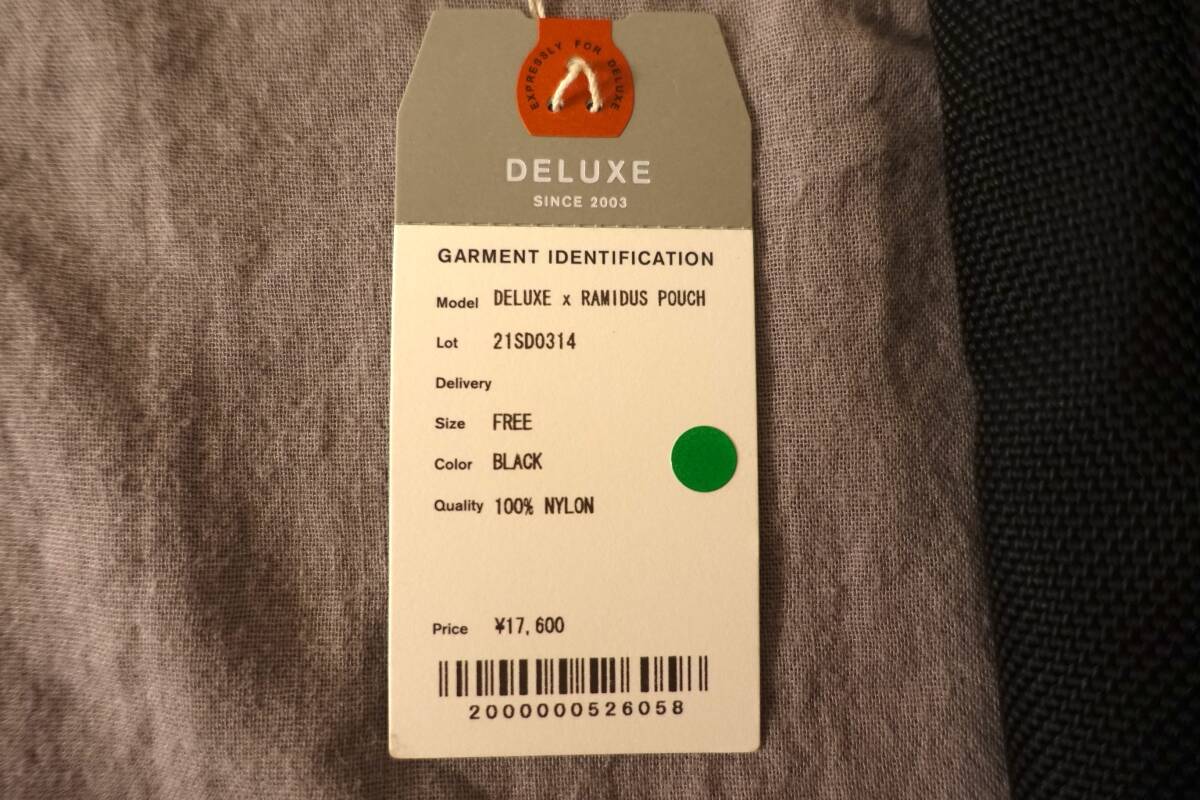 EXPRESSLY FOR DELUXE
DELUXE
SINCE 2003
GARMENT IDENTIFICATION
Model DELUXE x RAMIDUS POUCH
Lot 21SD0314
Delivery
Size FREE
Color BLACK
Quality 100% NYLON
Price ¥17,600
2000000526058